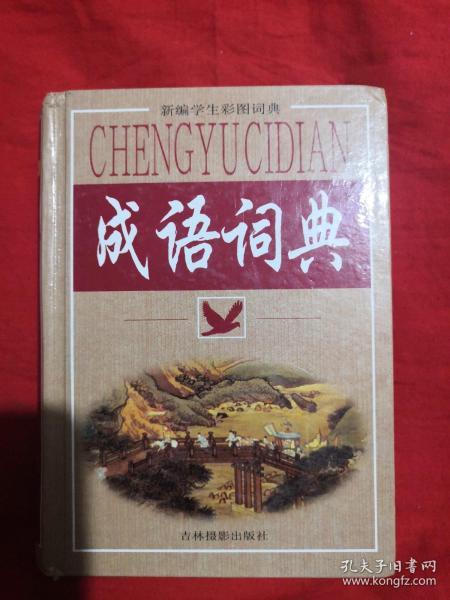 新编学生彩图词典
CHENGYUCIDIAN
成语词典
吉林摄影出版社
孔夫子旧书网
www.kongfz.com